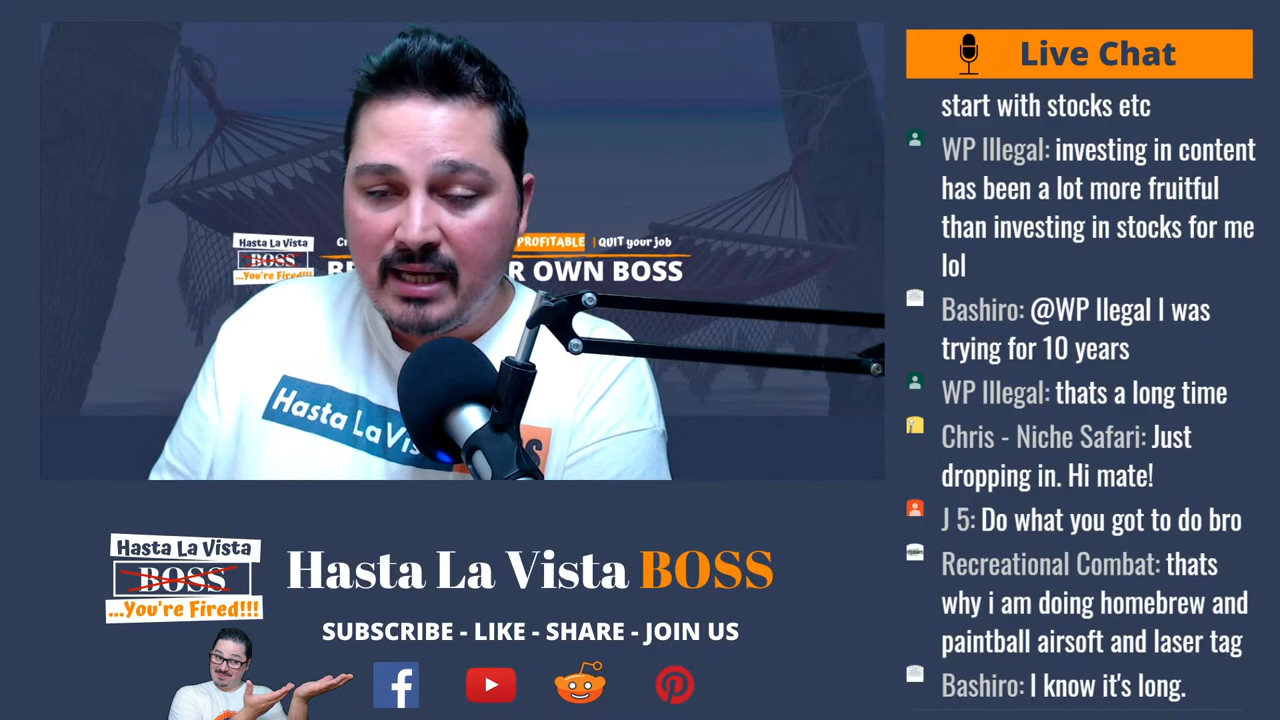 Hasta La Vista
BOSS
...You're Fired!!!
PROFITABLE | QUIT your job
R OWN BOSS
Hasta La Vis
Hasta La Vista
BOSS
...You're Fired!!!
Hasta La Vista BOSS
SUBSCRIBE - LIKE - SHARE - JOIN US
Live Chat
start with stocks etc
WP Illegal: investing in content
has been a lot more fruitful
than investing in stocks for me
lol
Bashiro: @WP Ilegal I was
trying for 10 years
WP Illegal: thats a long time
Chris - Niche Safari: Just
dropping in. Hi mate!
J 5: Do what you got to do bro
Recreational Combat: thats
why i am doing homebrew and
paintball airsoft and laser tag
Bashiro: I know it's long.